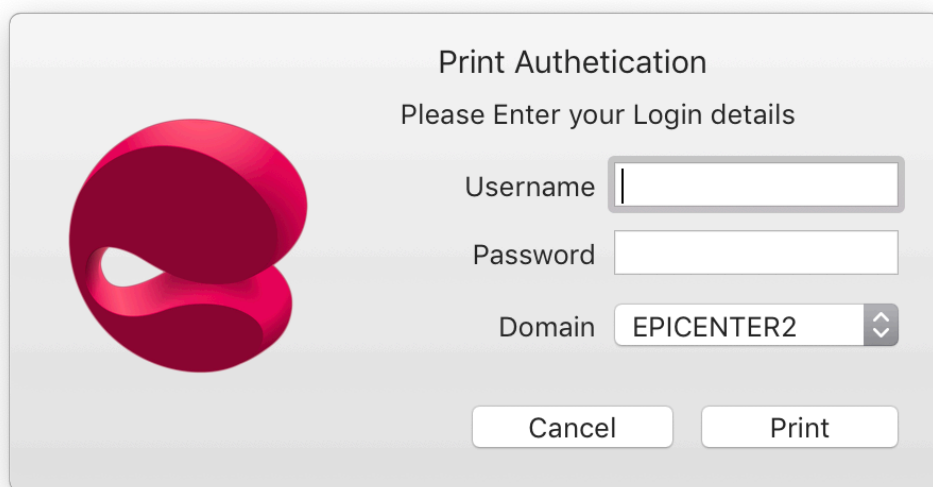 Print Authetication
Please Enter your Login details
Username
Password
Domain EPICENTER2
Cancel Print